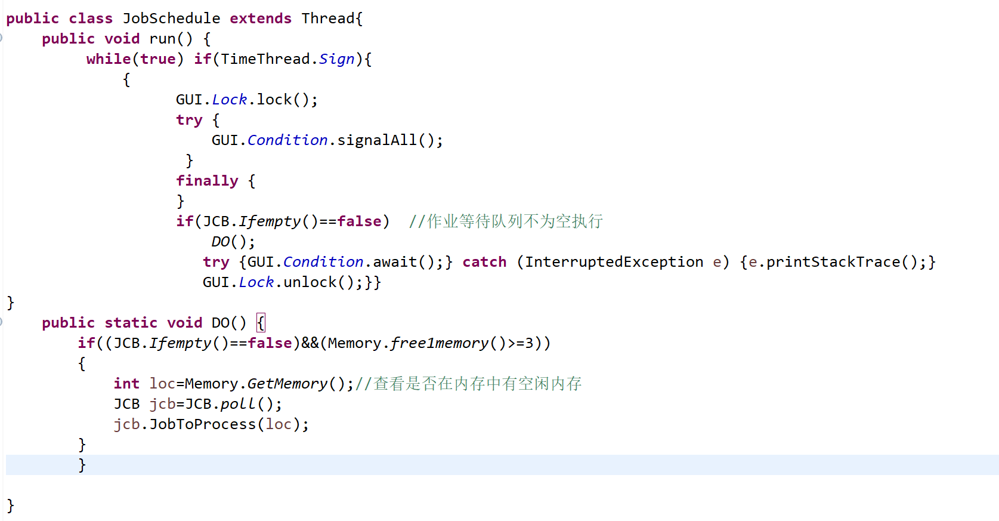 public class JobSchedule extends Thread{
public void run() {
while(true) if(TimeThread.Sign){
{
GUI.Lock.lock();
try {
GUI.Condition.signalAll();
}
finally {
}
if(JCB.Ifempty()==false)  //作业等待队列不为空执行
DO();
try {GUI.Condition.await();} catch (InterruptedException e) {e.printStackTrace();}
GUI.Lock.unlock();}}
}
public static void DO() {
if((JCB.Ifempty()==false)&&(Memory.free1memory()>=3))
{
int loc=Memory.GetMemory();//查看是否在内存中有空闲内存
JCB jcb=JCB.poll();
jcb.JobToProcess(loc);
}
}
}